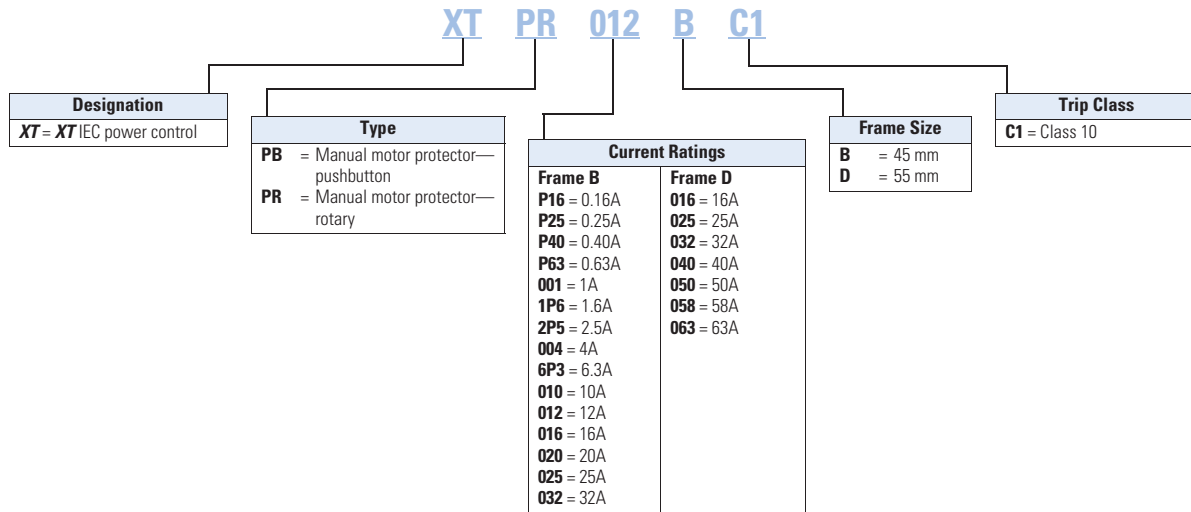 XT PR 012 B C1
Designation
XT = XT IEC power control
Type
PB = Manual motor protector—
pushbutton
PR = Manual motor protector—
rotary
Current Ratings
Frame B
P16 = 0.16A
P25 = 0.25A
P40 = 0.40A
P63 = 0.63A
001 = 1A
1P6 = 1.6A
2P5 = 2.5A
004 = 4A
6P3 = 6.3A
010 = 10A
012 = 12A
016 = 16A
020 = 20A
025 = 25A
032 = 32A
Frame D
016 = 16A
025 = 25A
032 = 32A
040 = 40A
050 = 50A
058 = 58A
063 = 63A
Frame Size
B = 45 mm
D = 55 mm
Trip Class
C1 = Class 10